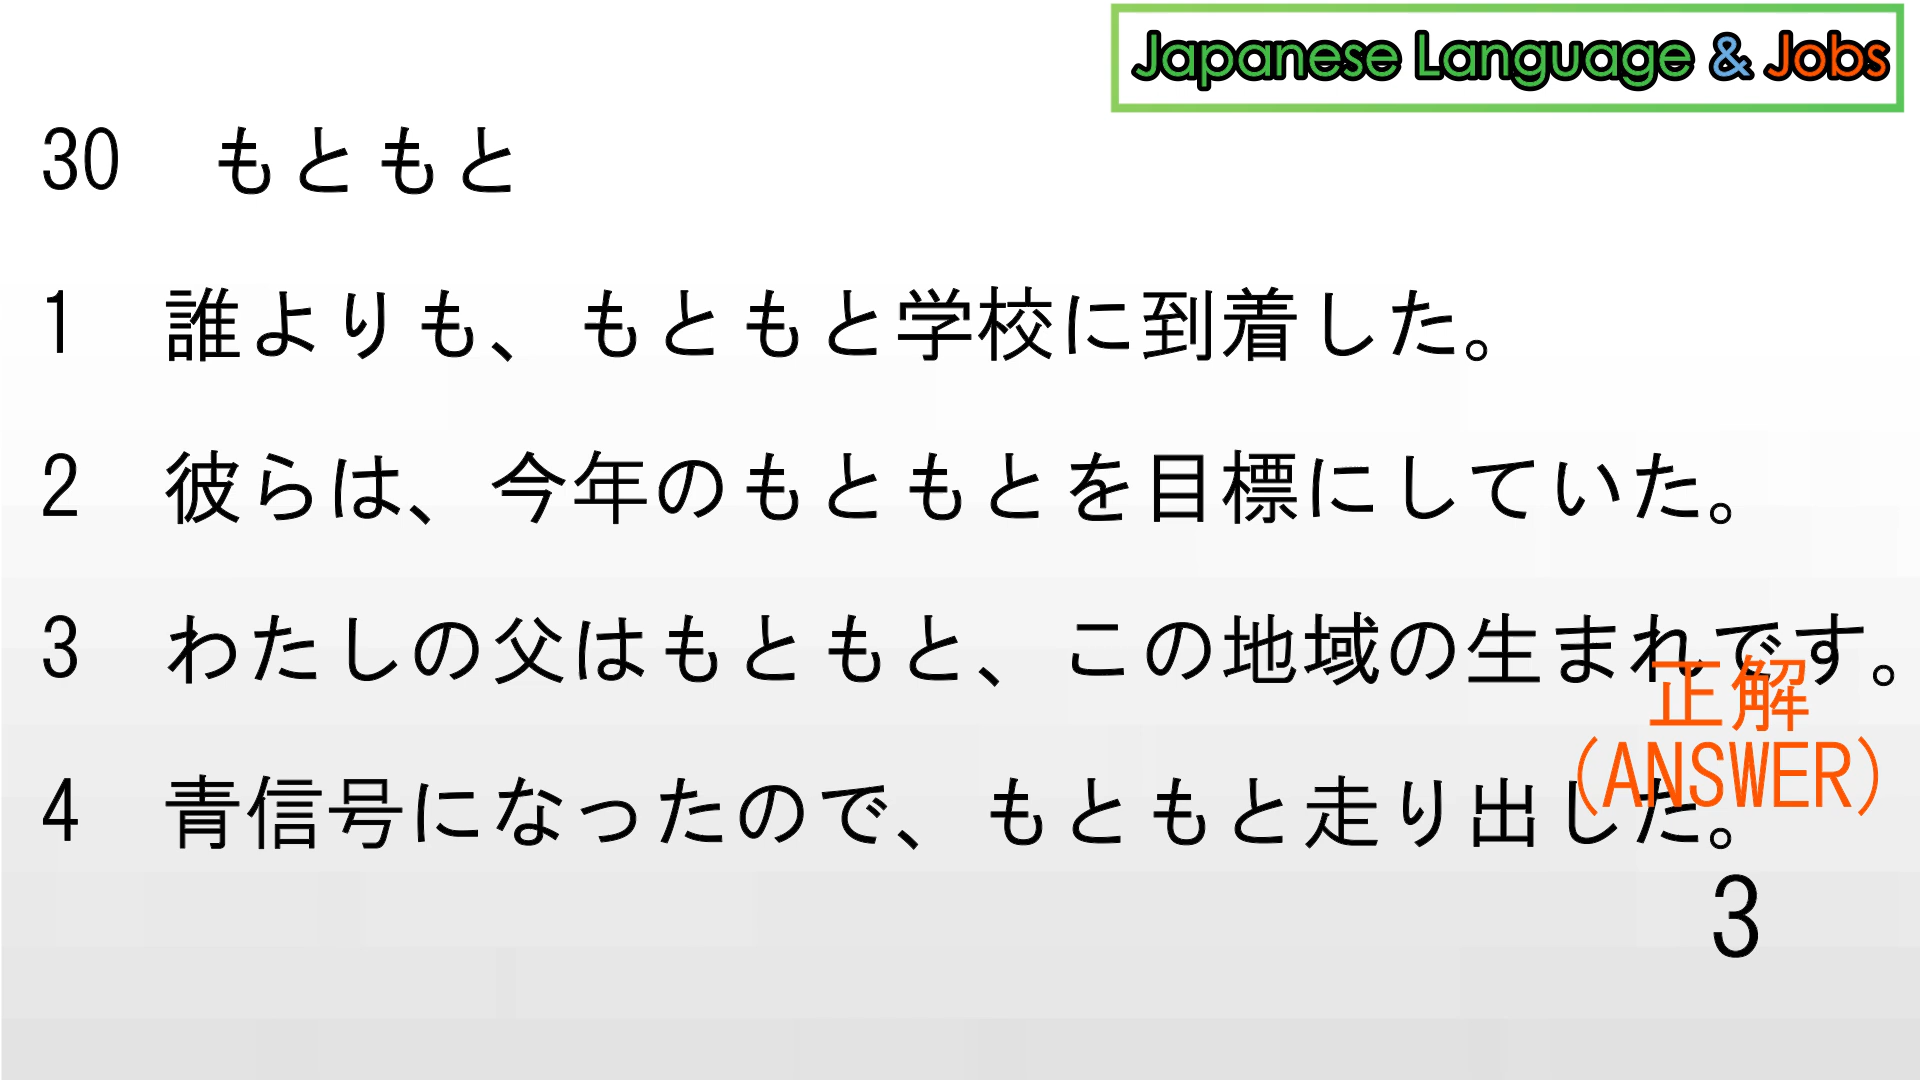 Japanese Language & Jobs
30 もともと
1 誰よりも、もともと学校に到着した。
2 彼らは、今年のもともとを目標にしていた。
3 わたしの父はもともと、この地域の生まれです。
4 青信号になったので、もともと走り出した。
正解
(ANSWER)
3